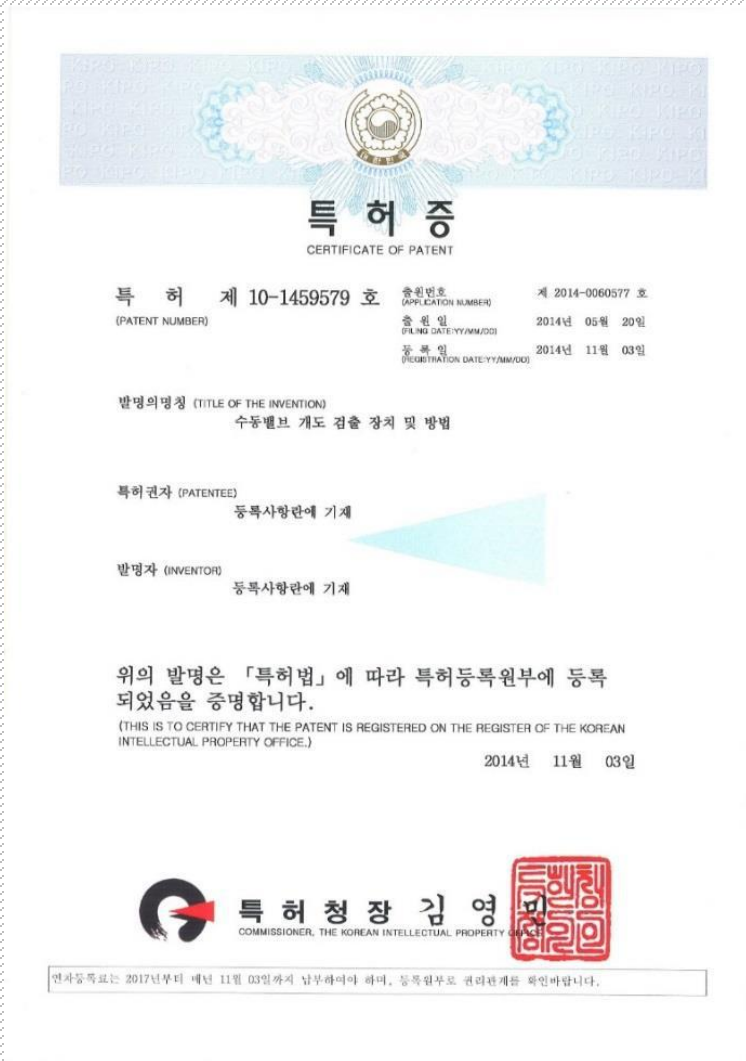 대한민국
특허증
CERTIFICATE OF PATENT
특 허 제 10-1459579 호
(PATENT NUMBER)
출원번호 제 2014-0060577 호
(APPLICATION NUMBER)
출 원 일 2014년 05월 20일
(FILING DATE:YY/MM/DD)
등 록 일 2014년 11월 03일
(REGISTRATION DATE:YY/MM/DD)
발명의명칭 (TITLE OF THE INVENTION)
수동밸브 개도 검출 장치 및 방법
특허권자 (PATENTEE)
등록사항란에 기재
발명자 (INVENTOR)
등록사항란에 기재
위의 발명은 「특허법」에 따라 특허등록원부에 등록
되었음을 증명합니다.
(THIS IS TO CERTIFY THAT THE PATENT IS REGISTERED ON THE REGISTER OF THE KOREAN
INTELLECTUAL PROPERTY OFFICE.)
2014년 11월 03일
특허청장 김영민
COMMISSIONER, THE KOREAN INTELLECTUAL PROPERTY OFFICE
연차등록료는 2017년부터 매년 11월 03일까지 납부하여야 하며, 등록원부로 권리관계를 확인바랍니다.